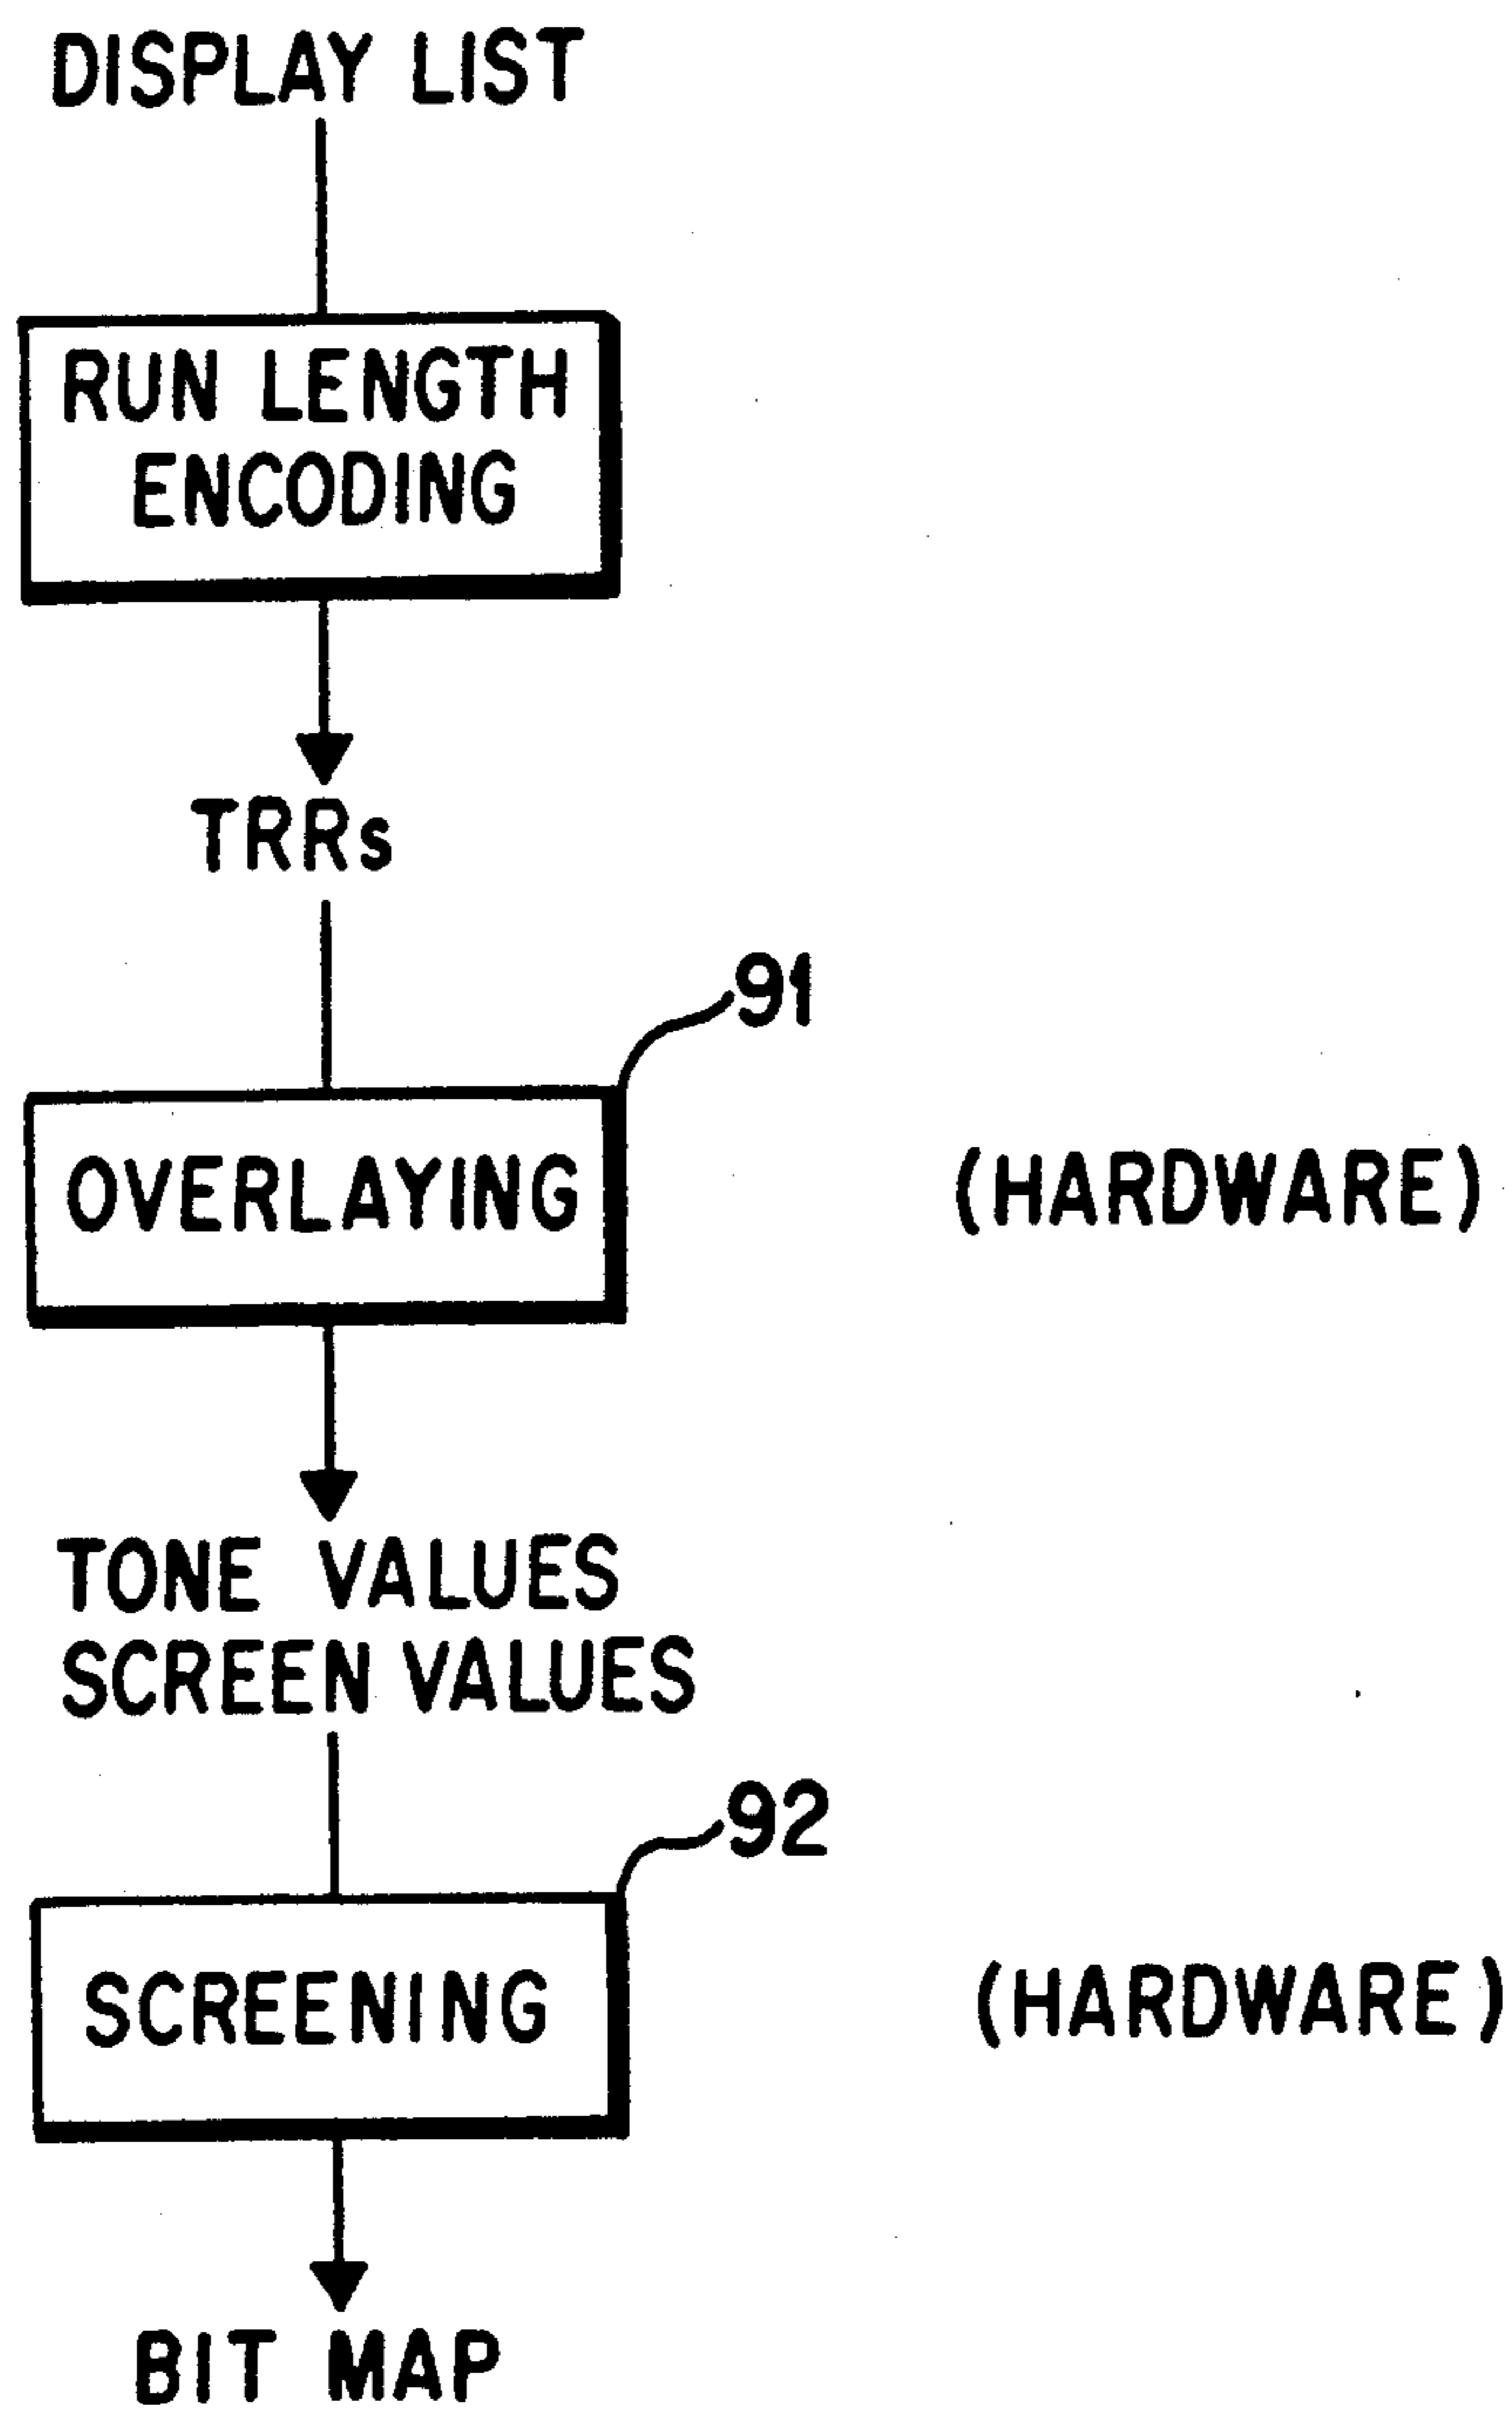 DISPLAY LIST
RUN LENGTH
ENCODING
TRRs
91
OVERLAYING
(HARDWARE)
TONE VALUES
SCREEN VALUES
92
SCREENING
(HARDWARE)
BIT MAP